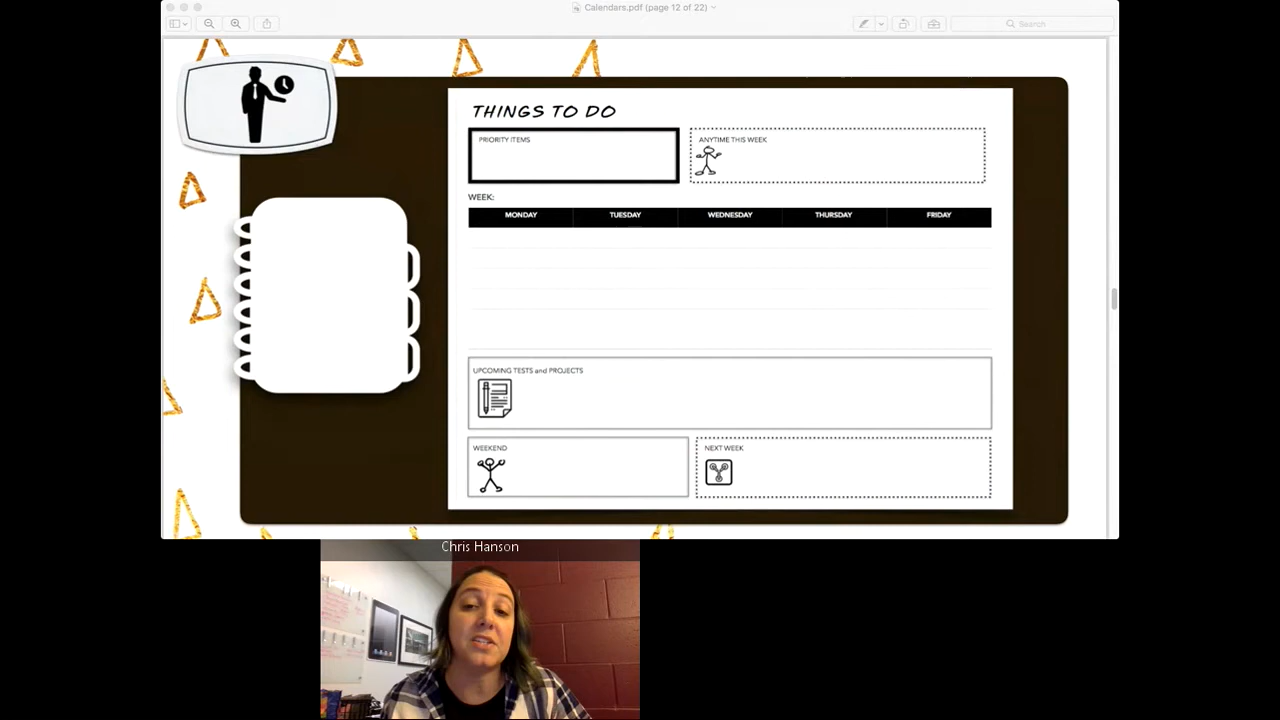 Calendars.pdf (page 12 of 22)
Search
THINGS TO DO
PRIORITY ITEMS
ANYTIME THIS WEEK
WEEK:
MONDAY TUESDAY WEDNESDAY THURSDAY FRIDAY
UPCOMING TESTS and PROJECTS
WEEKEND
NEXT WEEK
Chris Hanson